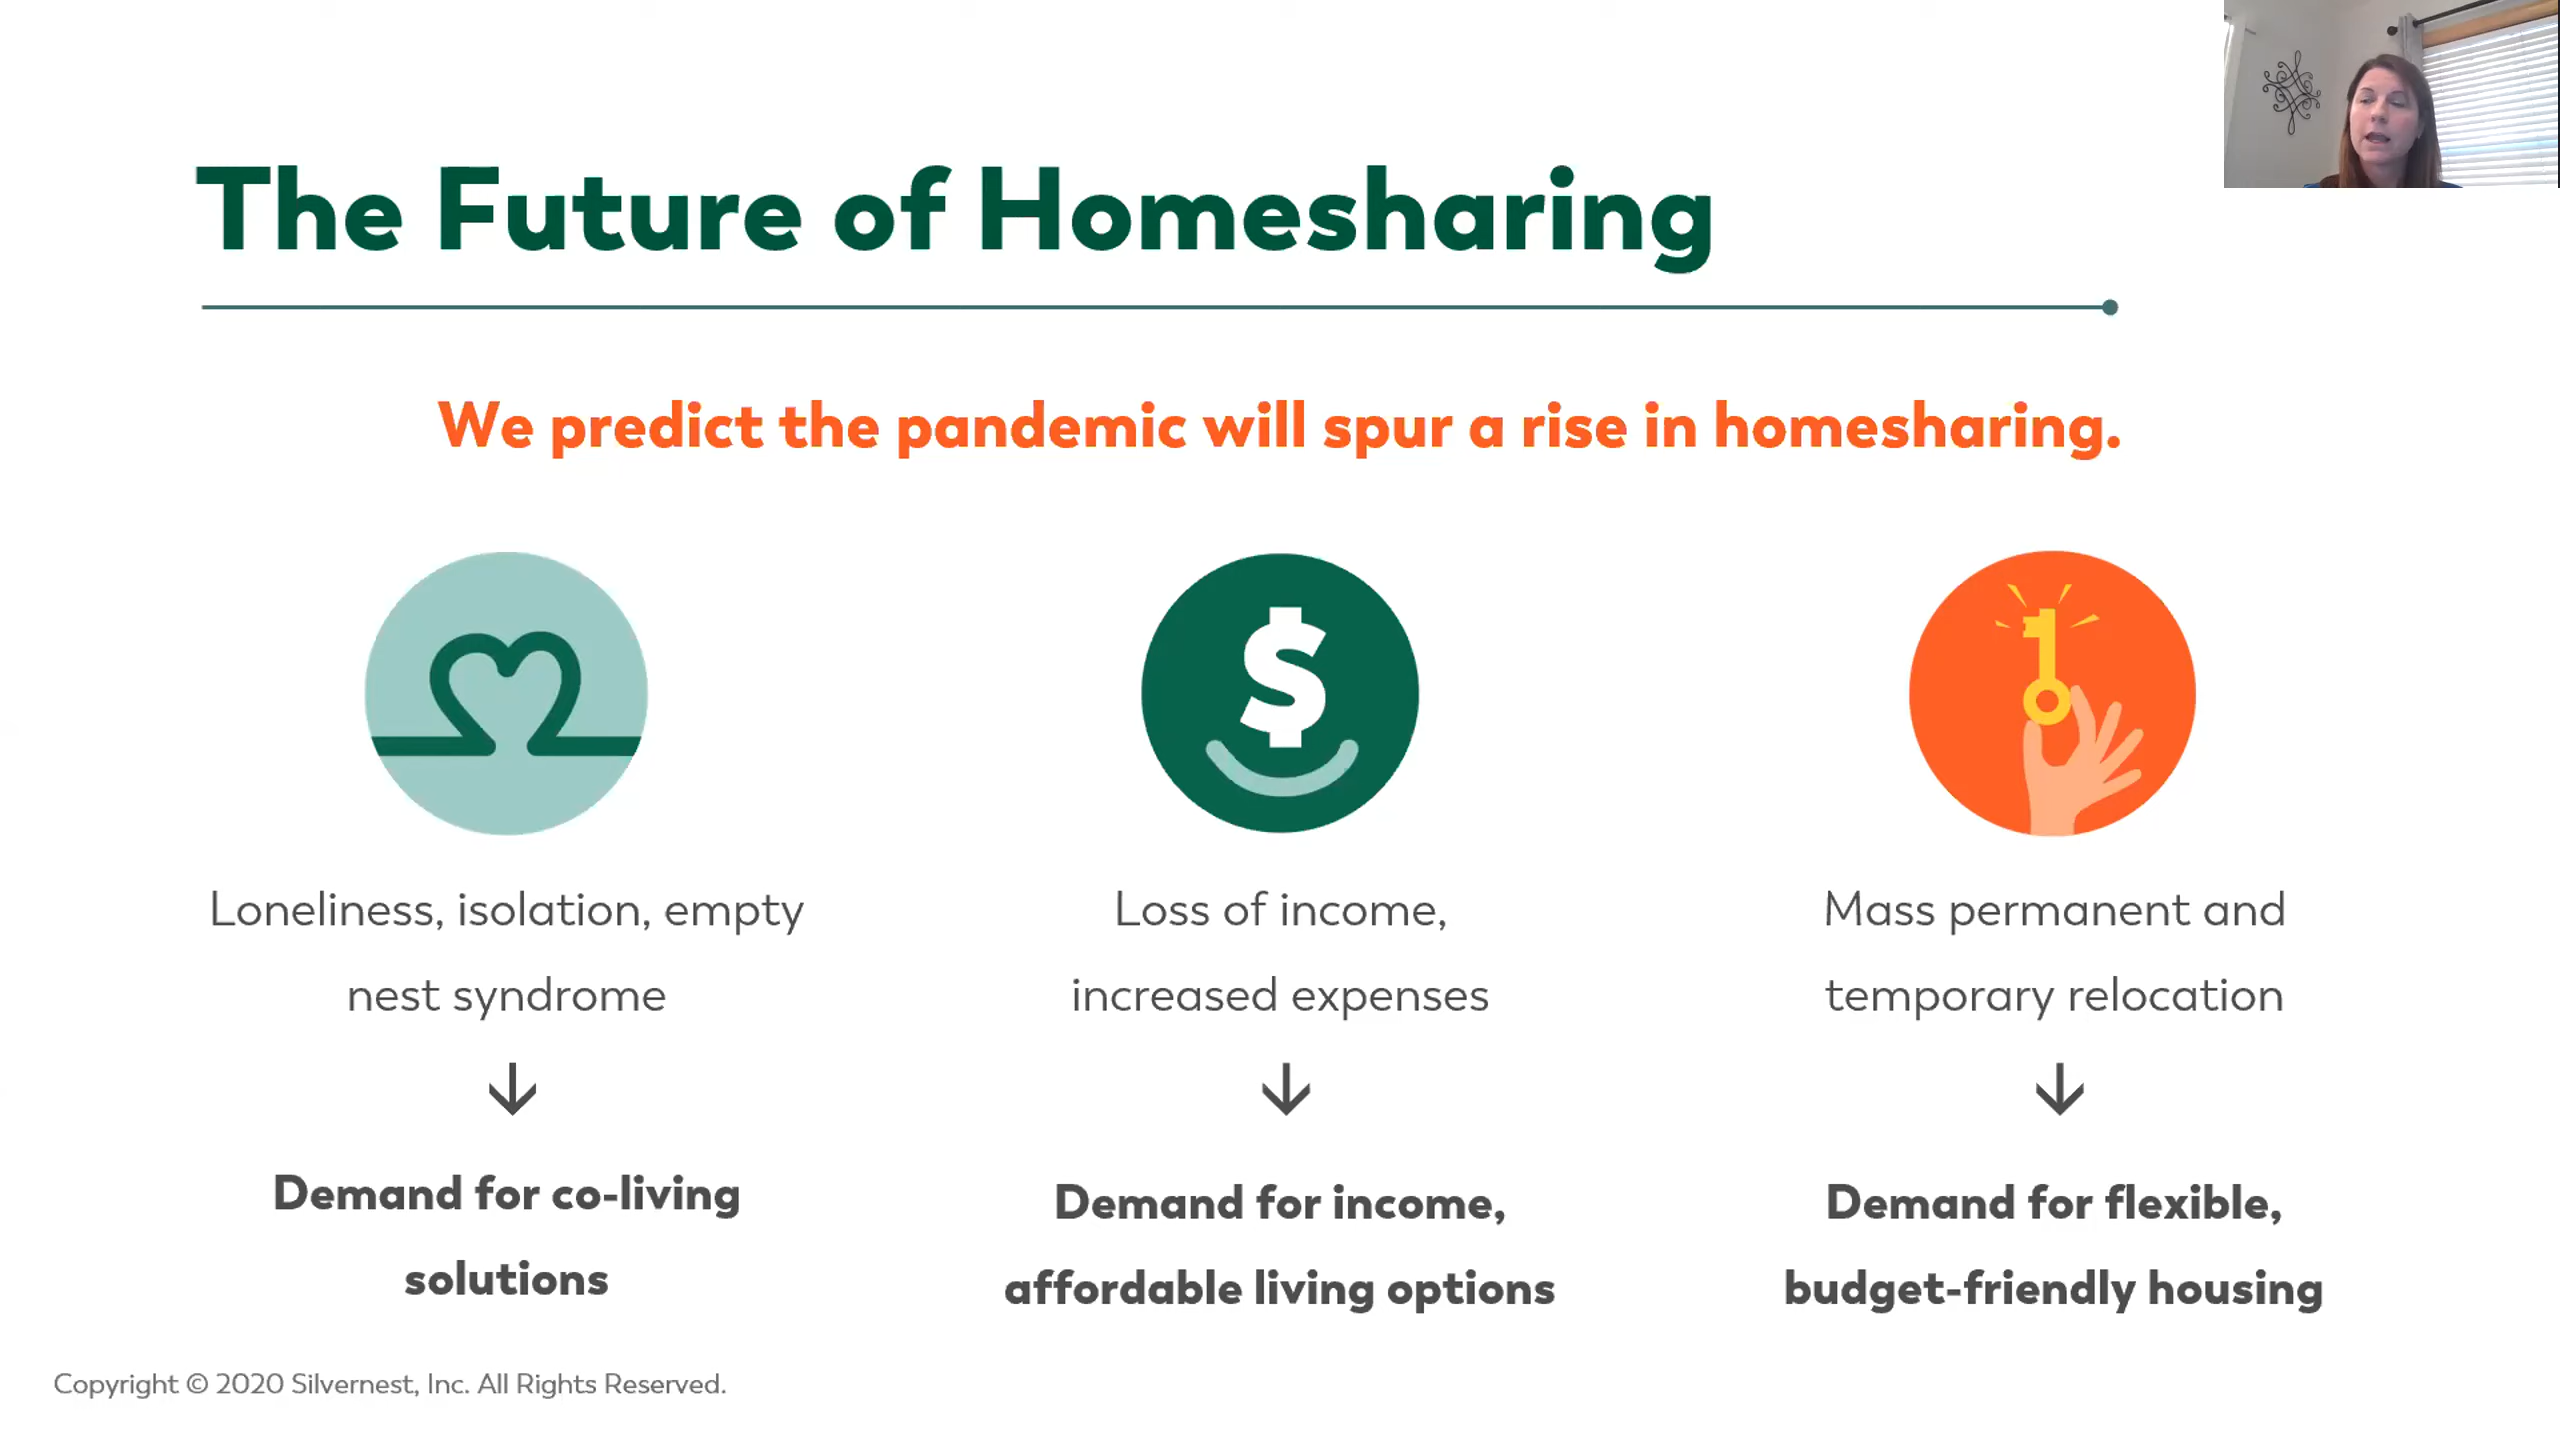 The Future of Homesharing
We predict the pandemic will spur a rise in homesharing.
Loneliness, isolation, empty
nest syndrome
↓
Demand for co-living
solutions
Loss of income,
increased expenses
↓
Demand for income,
affordable living options
Mass permanent and
temporary relocation
↓
Demand for flexible,
budget-friendly housing
Copyright © 2020 Silvernest, Inc. All Rights Reserved.